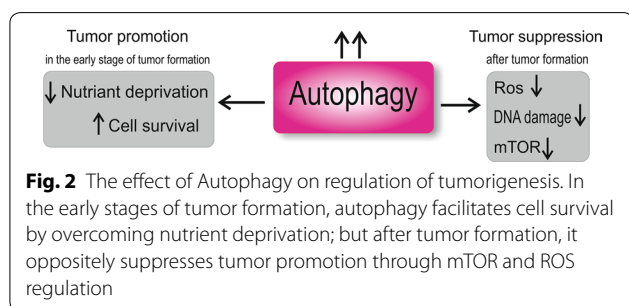 Tumor promotion
in the early stage of tumor formation
Nutrient deprivation
Cell survival
Autophagy
Tumor suppression
after tumor formation
Ros
DNA damage
mTOR
Fig. 2 The effect of Autophagy on regulation of tumorigenesis. In
the early stages of tumor formation, autophagy facilitates cell survival
by overcoming nutrient deprivation; but after tumor formation, it
oppositely suppresses tumor promotion through mTOR and ROS
regulation